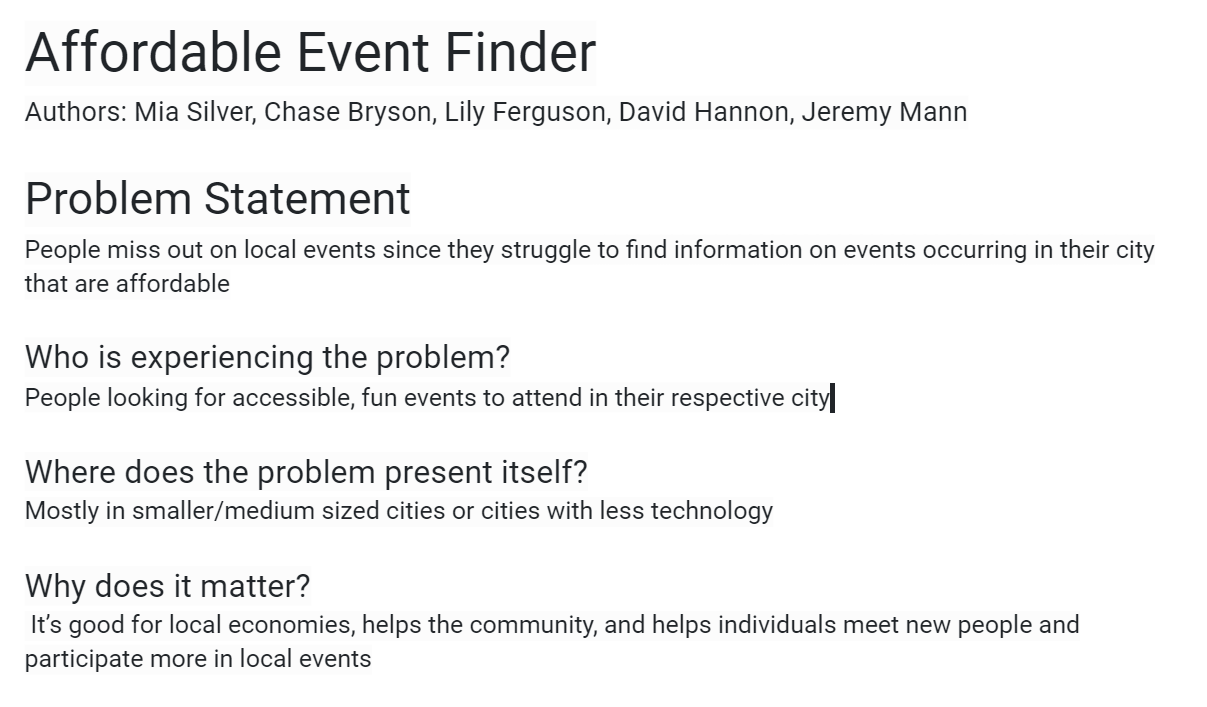 Affordable Event Finder
Authors: Mia Silver, Chase Bryson, Lily Ferguson, David Hannon, Jeremy Mann
Problem Statement
People miss out on local events since they struggle to find information on events occurring in their city
that are affordable
Who is experiencing the problem?
People looking for accessible, fun events to attend in their respective city
Where does the problem present itself?
Mostly in smaller/medium sized cities or cities with less technology
Why does it matter?
It’s good for local economies, helps the community, and helps individuals meet new people and
participate more in local events